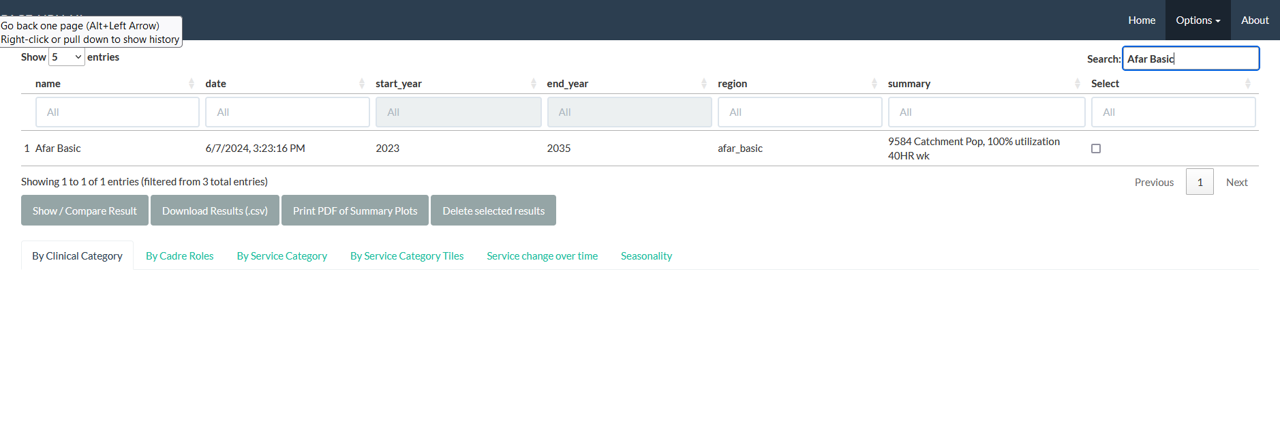 Go back one page (Alt+Left Arrow)
Right-click or pull down to show history
Home Options About
Show 5 entries
Search: Afar Basic
name date start_year end_year region summary Select
All All All All All All All
1 Afar Basic 6/7/2024, 3:23:16 PM 2023 2035 afar_basic 9584 Catchment Pop, 100% utilization
40HR wk
Showing 1 to 1 of 1 entries (filtered from 3 total entries)
Previous 1 Next
Show / Compare Result Download Results (.csv) Print PDF of Summary Plots Delete selected results
By Clinical Category By Cadre Roles By Service Category By Service Category Tiles Service change over time Seasonality